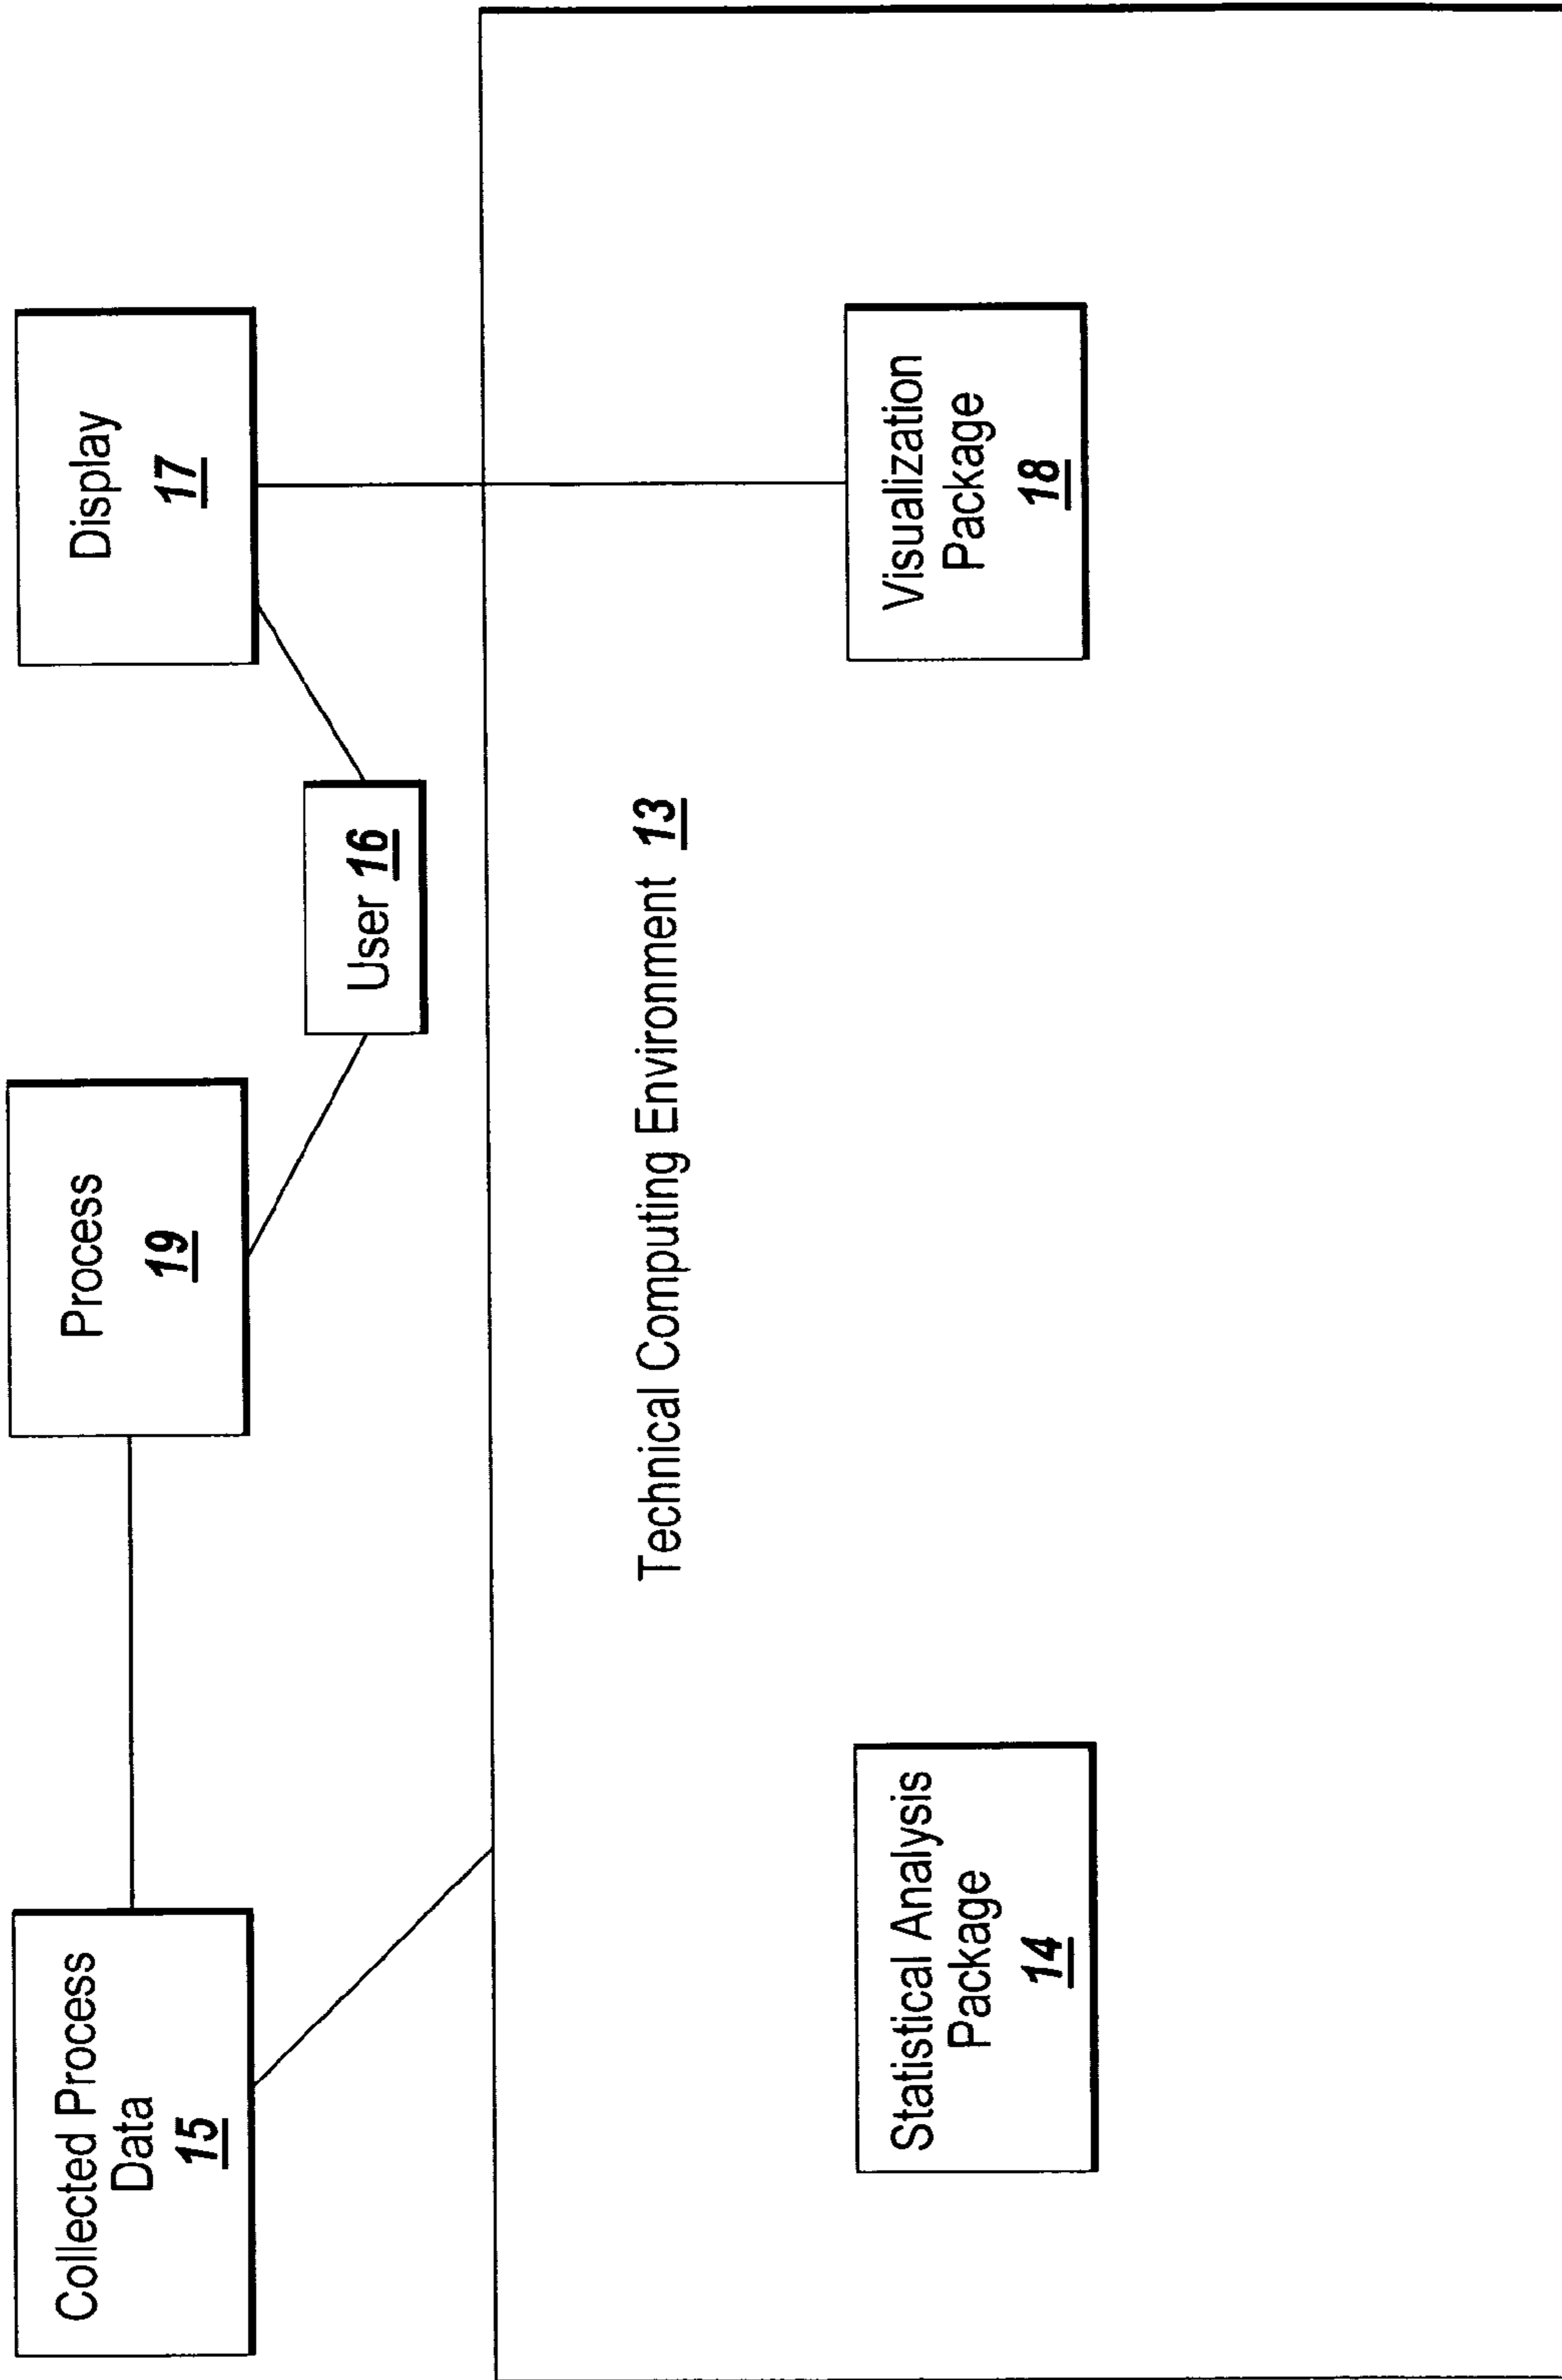 Collected Process
Data
15
Process
19
User 16
Display
17
Technical Computing Environment 13
Statistical Analysis
Package
14
Visualization
Package
18